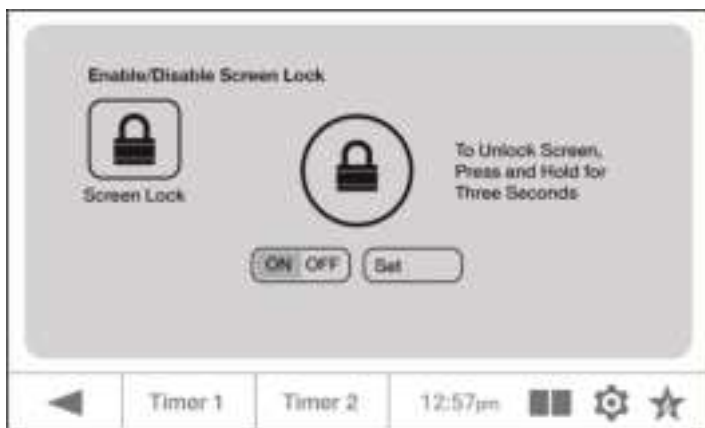 Enable/Disable Screen Lock
To Unlock Screen,
Press and Hold for
Three Seconds
Screen Lock
ON OFF Set
Timer 1 Timer 2 12:57pm